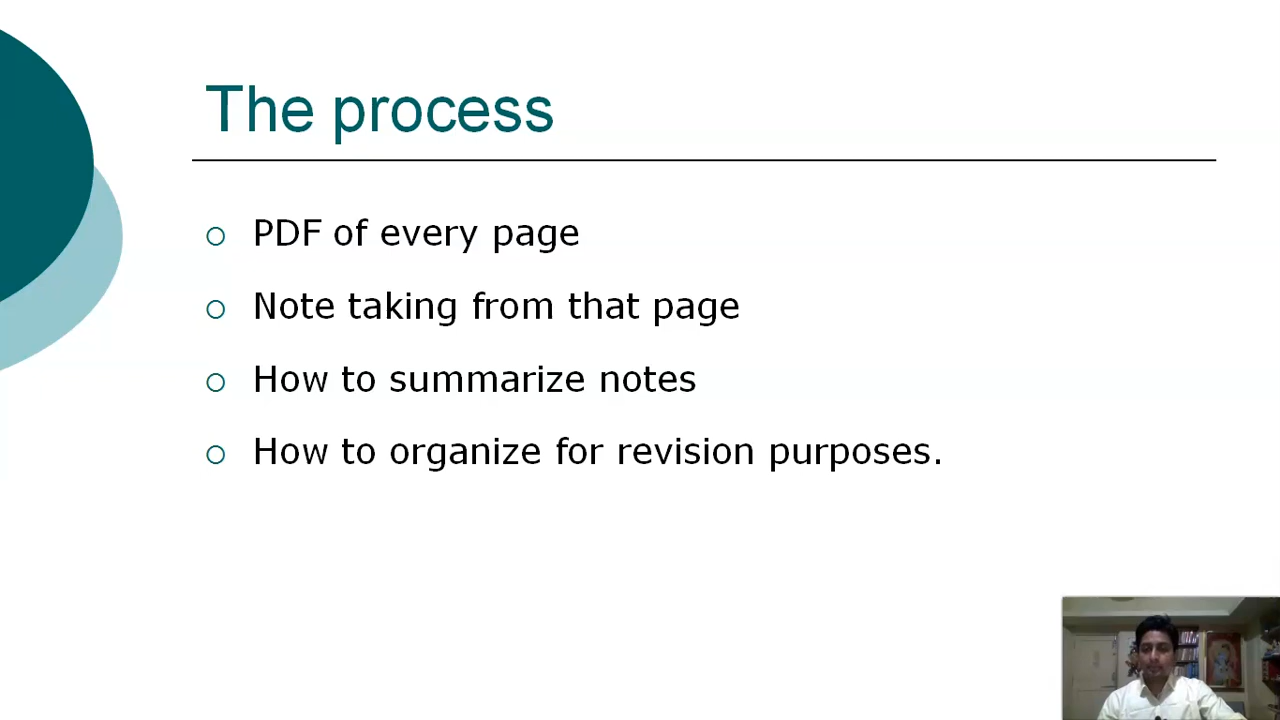 The process
PDF of every page
Note taking from that page
How to summarize notes
How to organize for revision purposes.